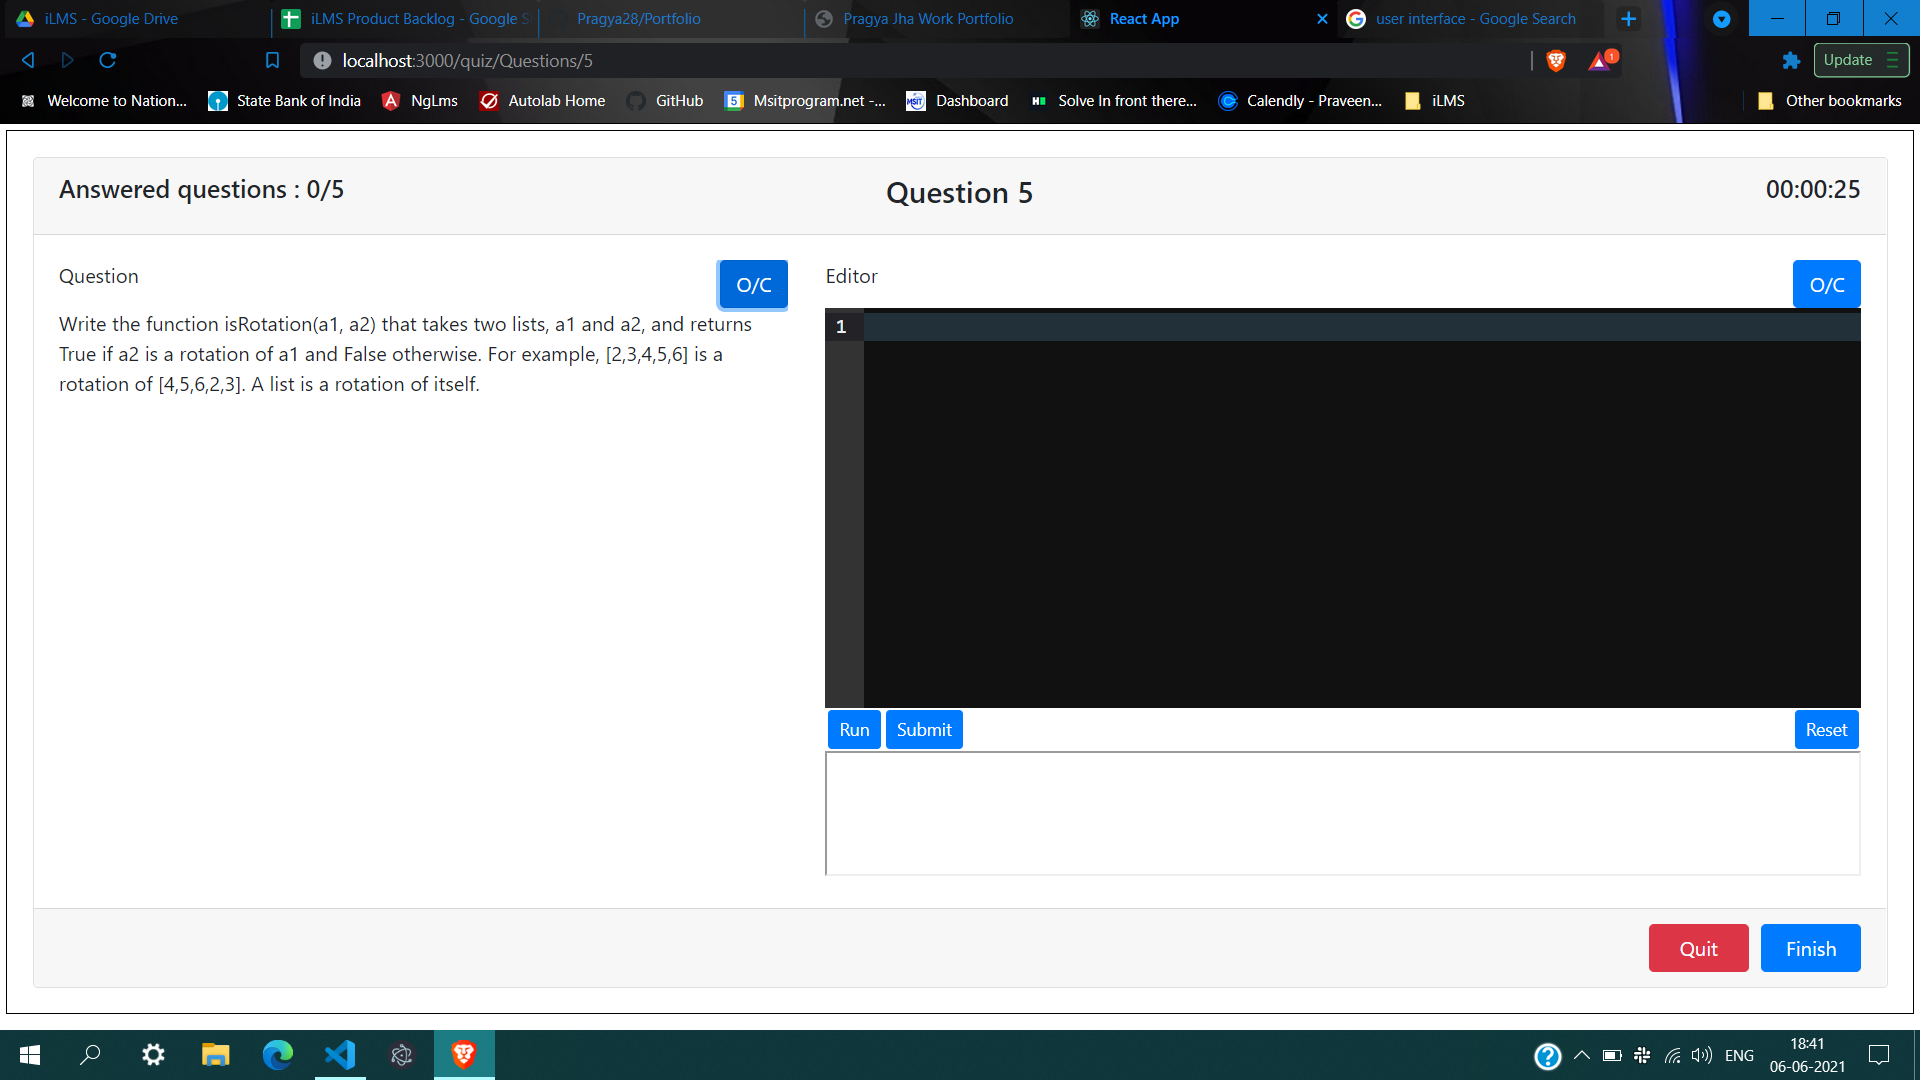 iLMS - Google Drive
iLMS Product Backlog - Google S
Pragya28/Portfolio
Pragya Jha Work Portfolio
React App
user interface - Google Search
localhost:3000/quiz/Questions/5
1
Update
Welcome to Nation...
State Bank of India
NgLms
Autolab Home
GitHub
5
Msitprogram.net -...
MSIT
Dashboard
Solve In front there...
Calendly - Praveen...
iLMS
Other bookmarks
Answered questions : 0/5
Question 5
00:00:25
Question
O/C
Write the function isRotation(a1, a2) that takes two lists, a1 and a2, and returns
True if a2 is a rotation of a1 and False otherwise. For example, [2,3,4,5,6] is a
rotation of [4,5,6,2,3]. A list is a rotation of itself.
Editor
O/C
1
Run
Submit
Reset
Quit
Finish
ENG
18:41
06-06-2021